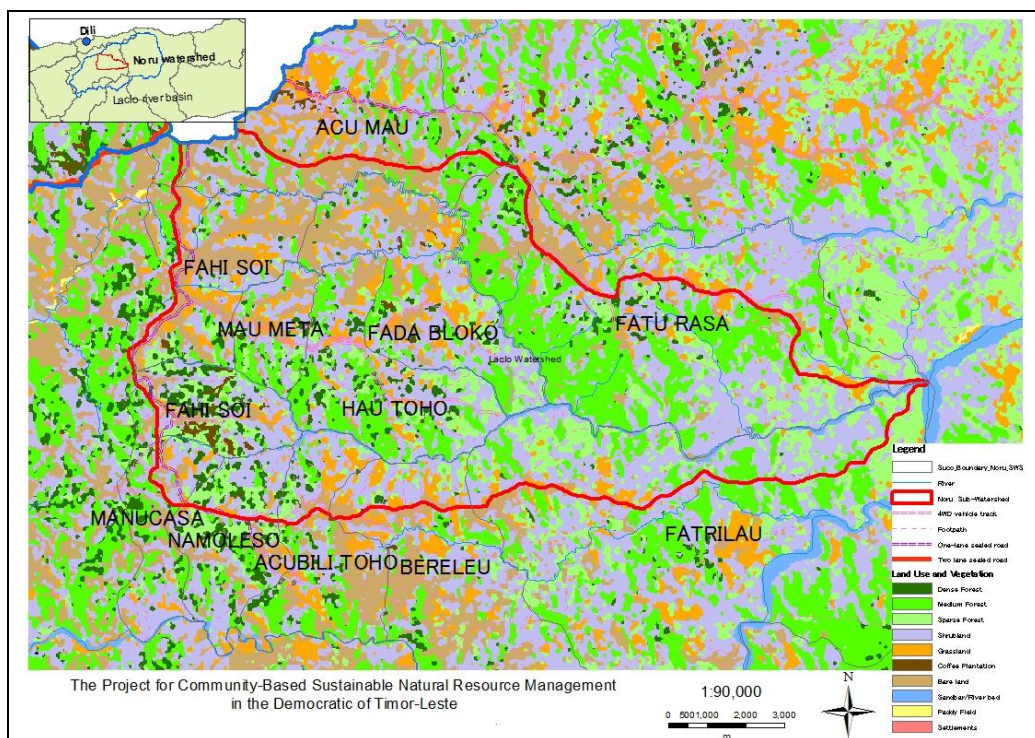 Dili
Noru watershed
Laclo river basin
ACU MAU
FAHI SOI
MAU META
FADA BLOKO
FATU RASA
Laclo Watershed
FAHI SOI
HAU TOHO
MANUCASA
NAMOLESO
ACUBILI TOHO
BERELEU
FATRILAU
Legend
Suco_Boundary_Noru_SWS
River
Noru Sub-Watershed
4WD vehicle track
Footpath
One-lane sealed road
Two lane sealed road
Land Use and Vegetation
Dense Forest
Medium Forest
Sparse Forest
Shrubland
Grassland
Coffee Plantation
Bare land
Sandbar/River bed
Paddy Field
Settlements
The Project for Community-Based Sustainable Natural Resource Management
in the Democratic of Timor-Leste
1:90,000
N
0 5001,000 2,000 3,000
m